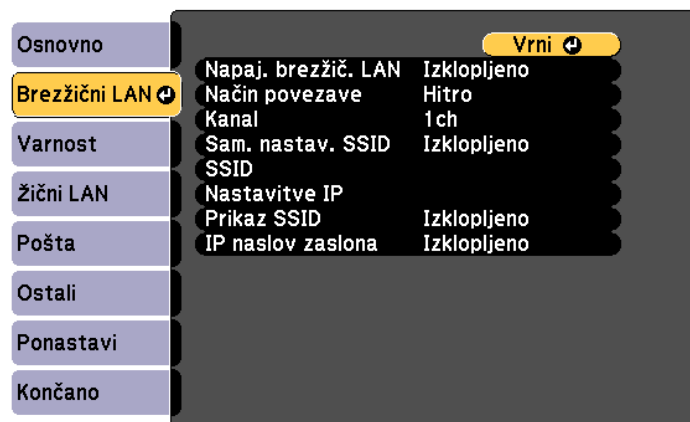 Osnovno
Brezžični LAN
Varnost
Žični LAN
Pošta
Ostali
Ponastavi
Končano
Vrni
Napaj. brezžič. LAN Izklopljeno
Način povezave Hitro
Kanal 1ch
Sam. nastav. SSID Izklopljeno
SSID
Nastavitve IP
Prikaz SSID Izklopljeno
IP naslov zaslona Izklopljeno